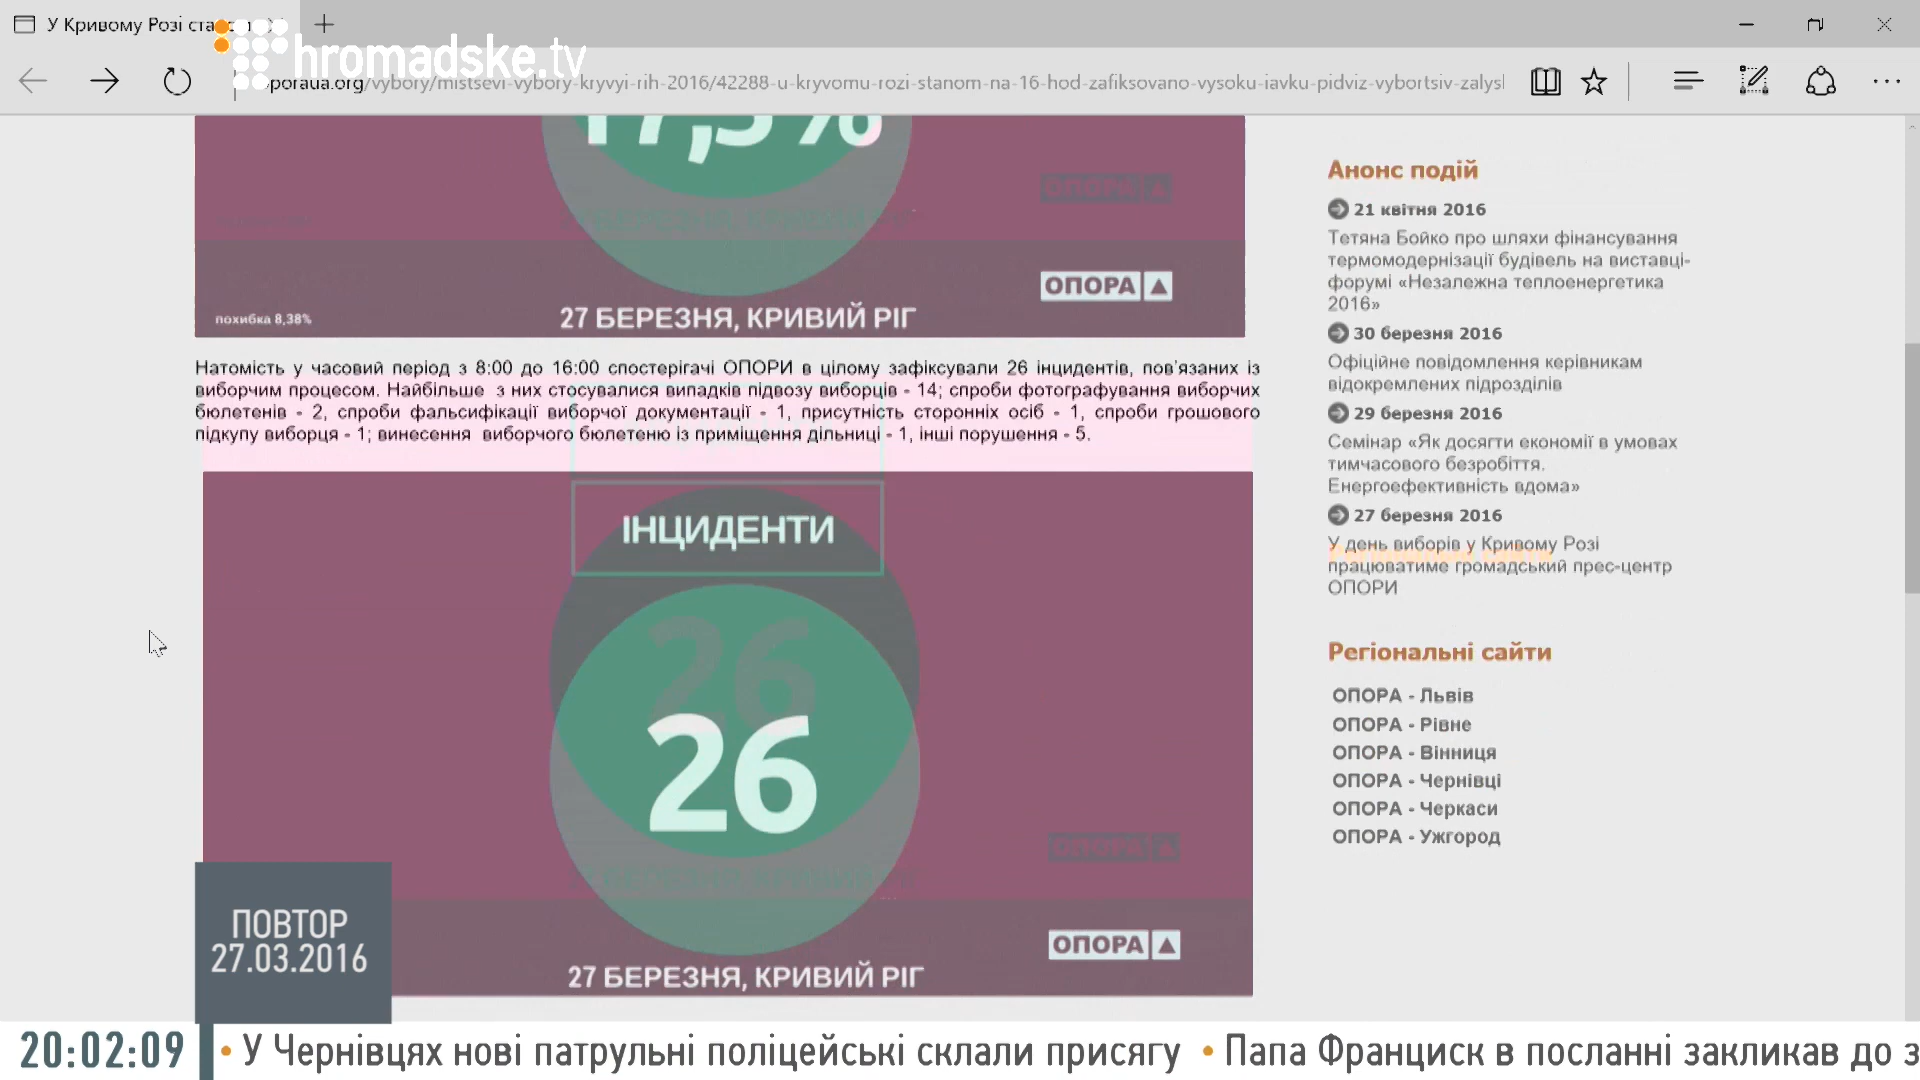 У Кривому Розі
hromadske.tv
poraua.org/vybory/mistsevi-vybory-kryvyi-rih-2016/42288-u-kryvomu-rozi-stanom-na-16-hod-zafiksovano-vysoku-iavku-pidviz-vybortsiv-zalysl
17,5%
ОПОРА
похибка 8,38%
27 БЕРЕЗНЯ, КРИВИЙ РІГ
Натомість у часовий період з 8:00 до 16:00 спостерігачі ОПОРИ в цілому зафіксували 26 інцидентів, пов'язаних із
виборчим процесом. Найбільше з них стосувалися випадків підвозу виборців - 14; спроби фотографування виборчих
бюлетенів - 2, спроби фальсифікації виборчої документації - 1, присутність сторонніх осіб - 1, спроби грошового
підкупу виборця - 1; винесення виборчого бюлетеню із приміщення дільниці - 1, інші порушення - 5.
ІНЦИДЕНТИ
26
ОПОРА
27 БЕРЕЗНЯ, КРИВИЙ РІГ
Анонс подій
21 квітня 2016
Тетяна Бойко про шляхи фінансування
термомодернізації будівель на виставці-
форумі «Незалежна теплоенергетика
2016»
30 березня 2016
Офіційне повідомлення керівникам
відокремлених підрозділів
29 березня 2016
Семінар «Як досягти економії в умовах
тимчасового безробіття.
Енергоефективність вдома»
27 березня 2016
У день виборів у Кривому Розі
працюватиме громадський прес-центр
ОПОРИ
Регіональні сайти
ОПОРА - Львів
ОПОРА - Рівне
ОПОРА - Вінниця
ОПОРА - Чернівці
ОПОРА - Черкаси
ОПОРА - Ужгород
ПОВТОР
27.03.2016
20:02:09 • У Чернівцях нові патрульні поліцейські склали присягу • Папа Франциск в посланні закликав до з